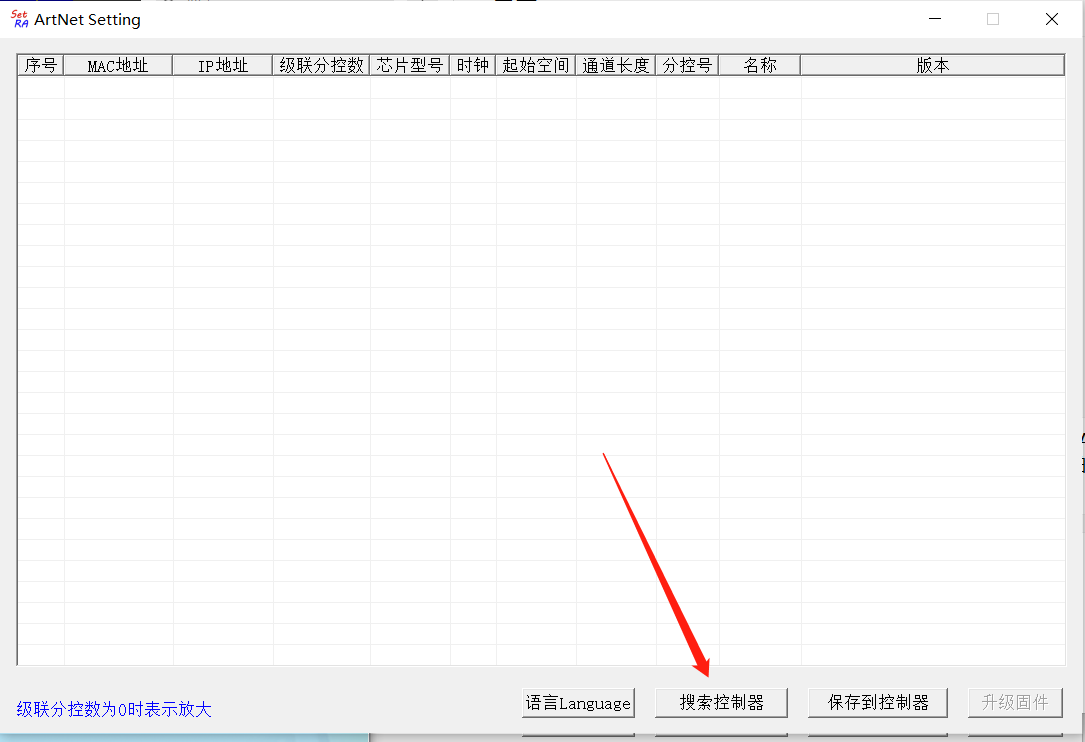 Set RA ArtNet Setting
序号 MAC地址 IP地址 级联分控数 芯片型号 时钟 起始空间 通道长度 分控号 名称 版本
级联分控数为0时表示放大 语言Language 搜索控制器 保存到控制器 升级固件